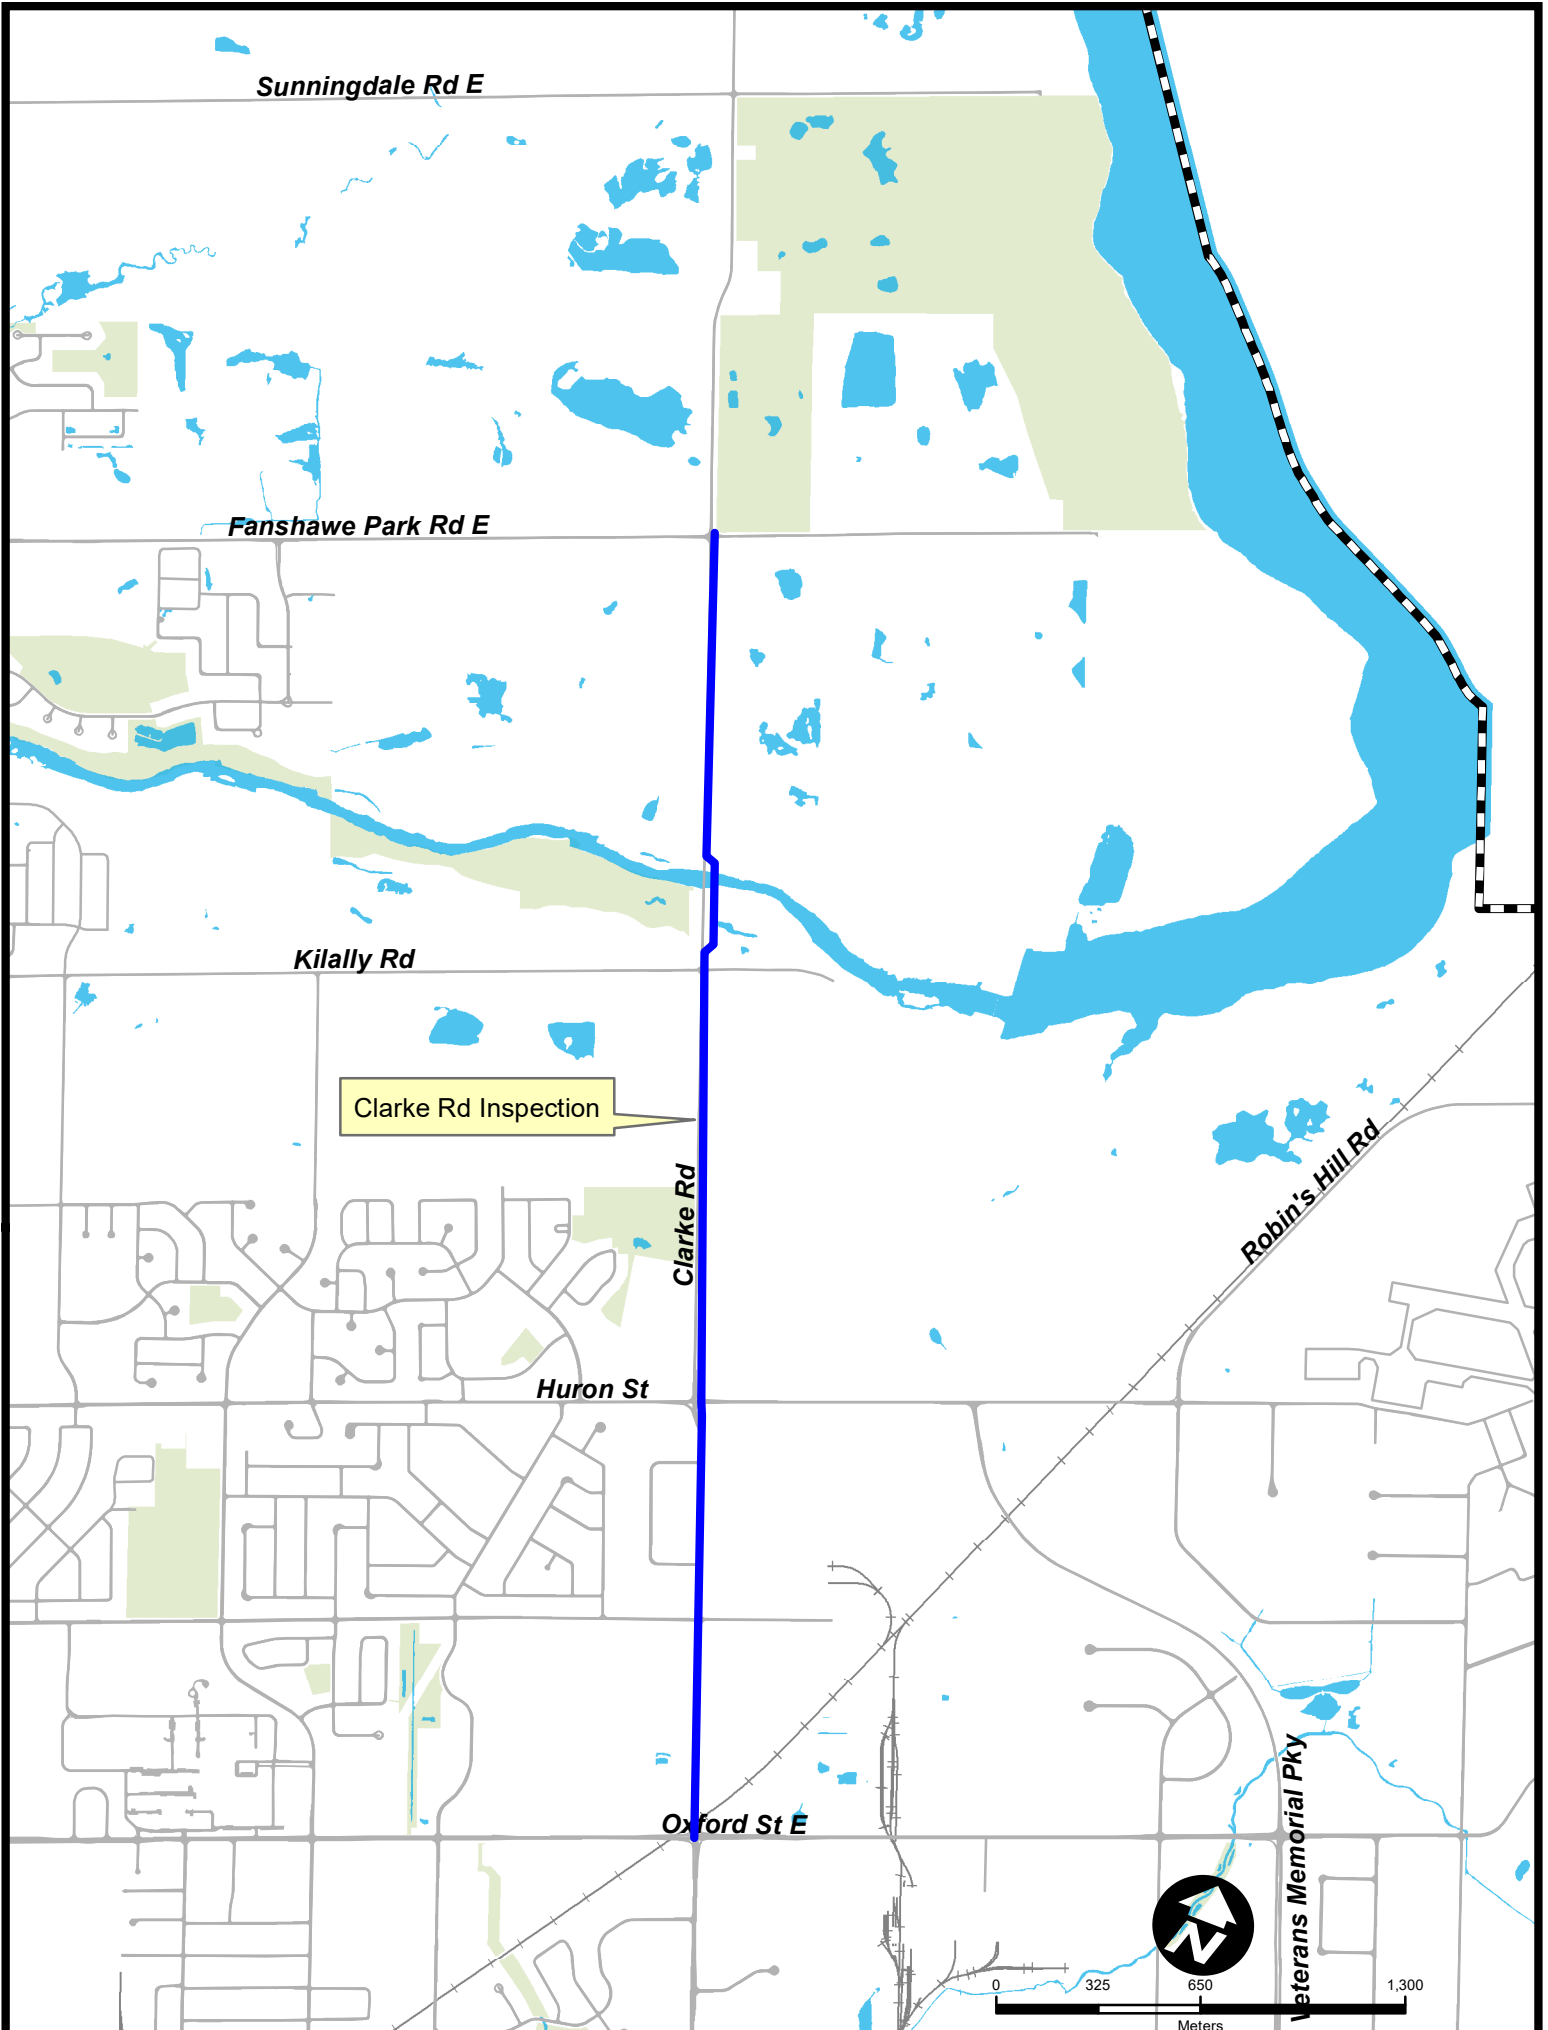 Sunningdale Rd E
Fanshawe Park Rd E
Kilally Rd
Clarke Rd Inspection
Clarke Rd
Robin's Hill Rd
Huron St
Oxford St E
Veterans Memorial Pky
N
0 325 650 1,300
Meters